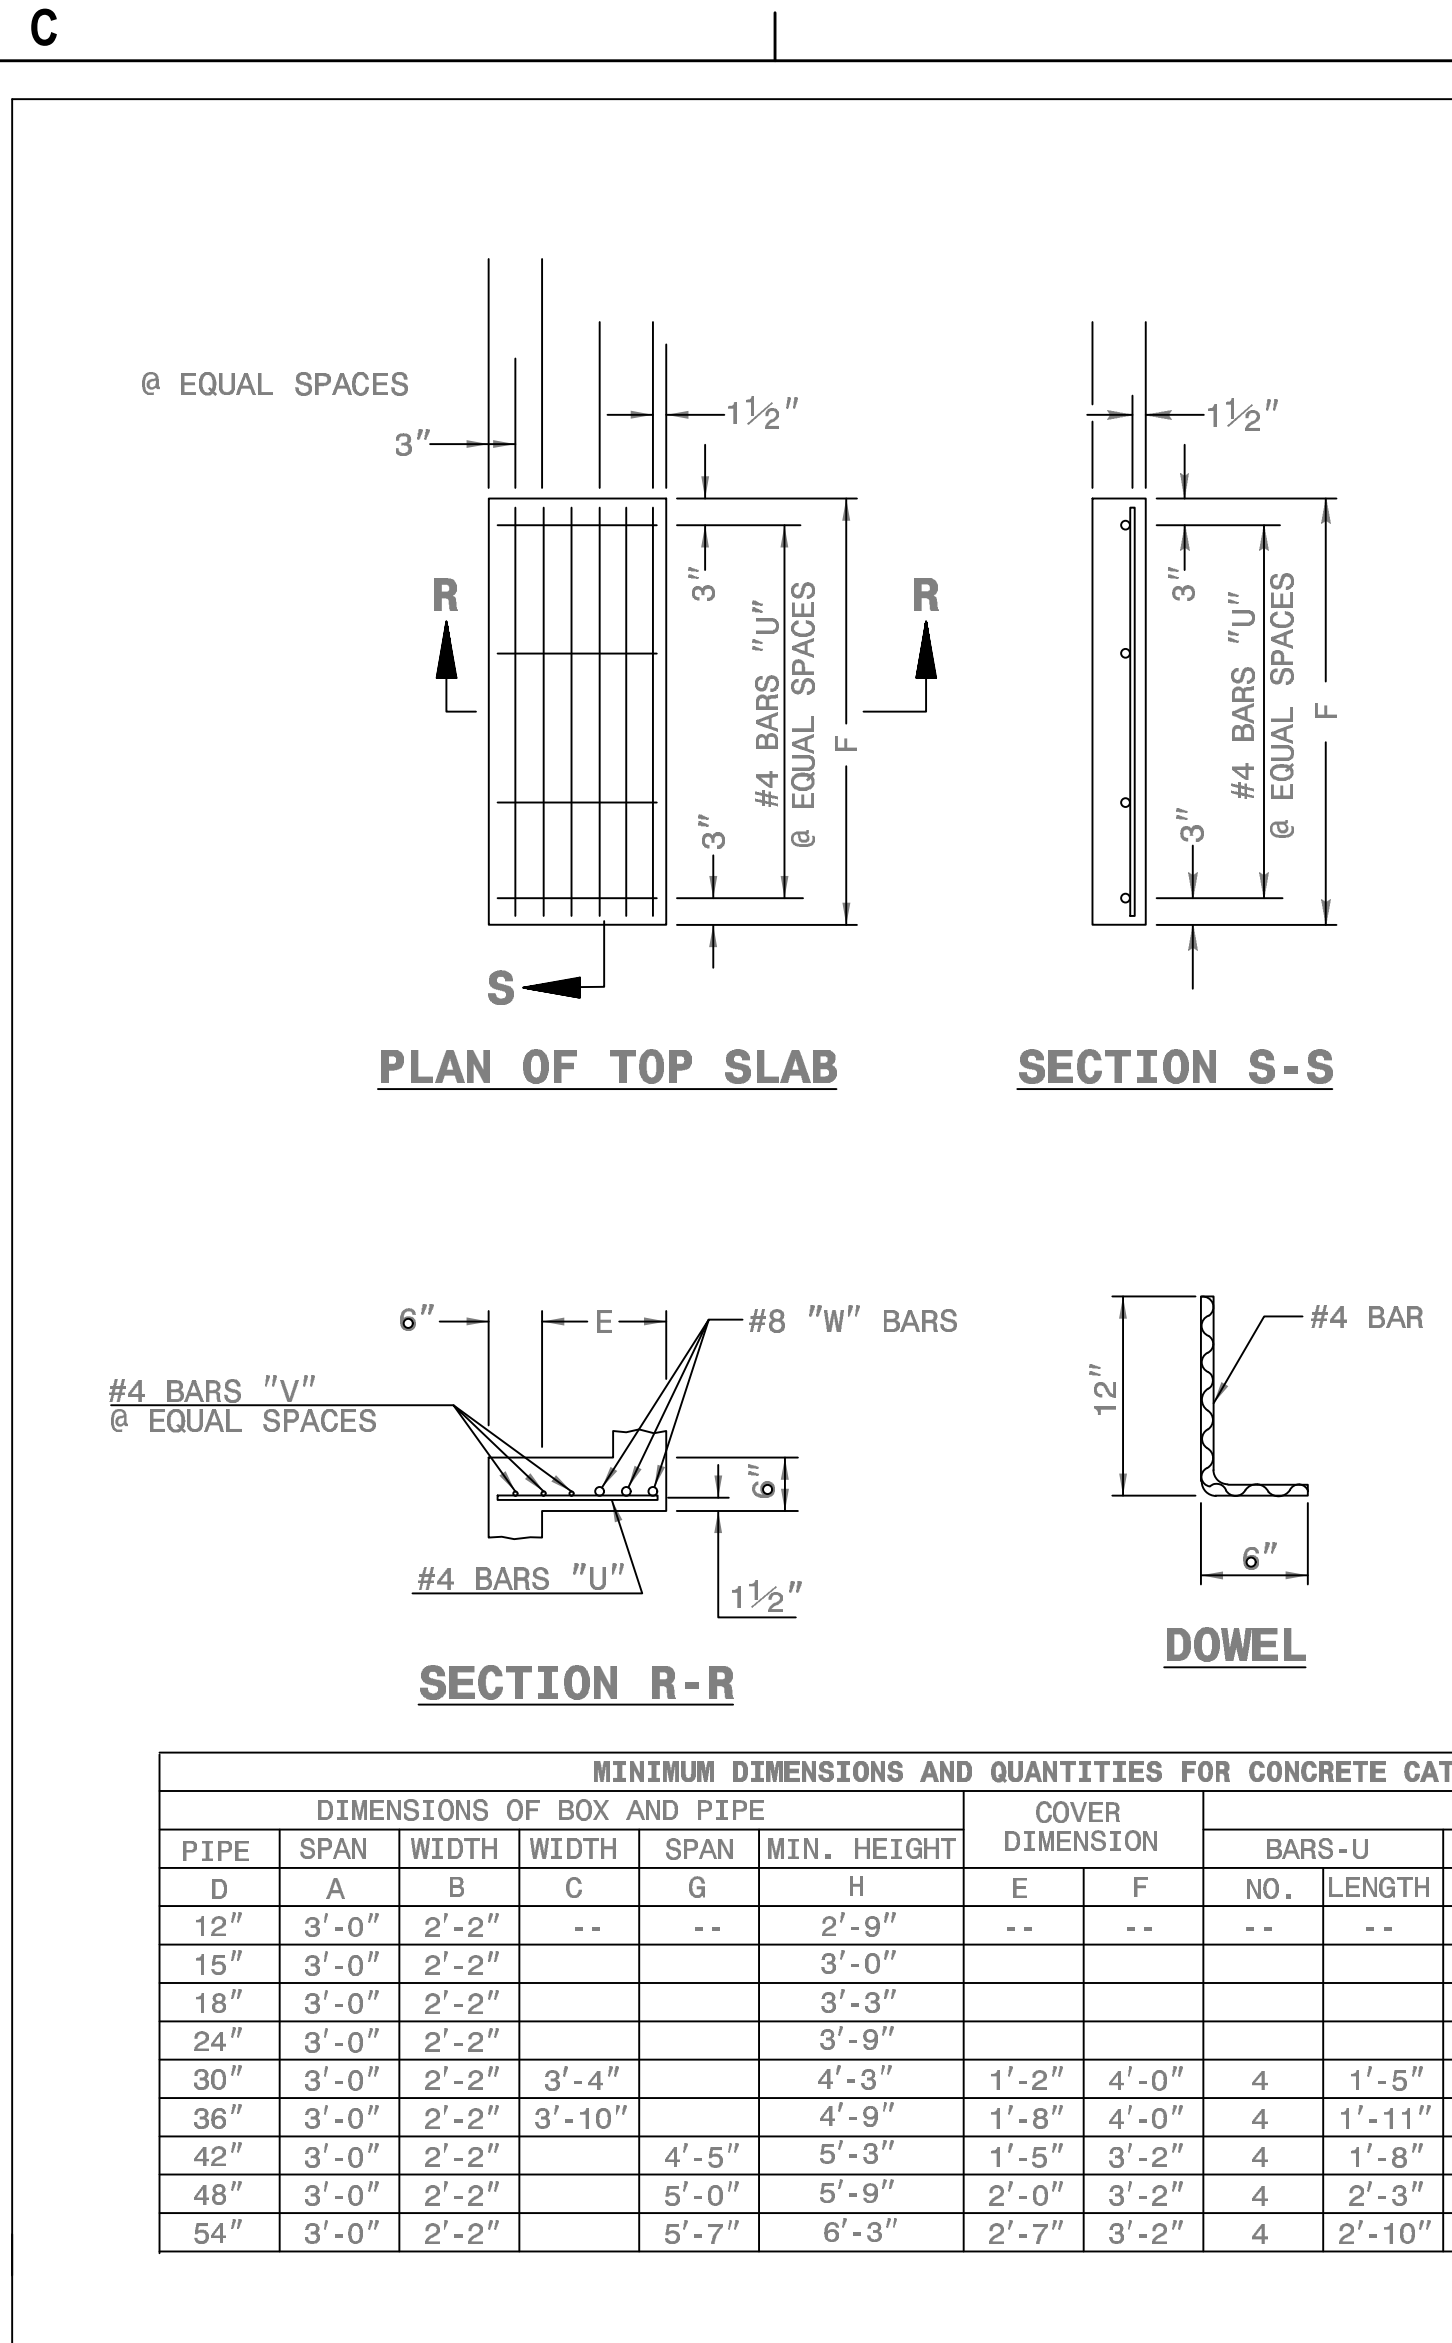 C
@ EQUAL SPACES
3"
1½"
1½"
3"
#4 BARS "U"
@ EQUAL SPACES
F
3"
3"
#4 BARS "U"
@ EQUAL SPACES
F
3"
R
R
S
PLAN OF TOP SLAB
SECTION S-S
6"
E
#8 "W" BARS
#4 BARS "V"
@ EQUAL SPACES
6"
#4 BARS "U"
1½"
SECTION R-R
#4 BAR
12"
6"
DOWEL
MINIMUM DIMENSIONS AND QUANTITIES FOR CONCRETE CAT
DIMENSIONS OF BOX AND PIPE COVER DIMENSION
PIPE SPAN WIDTH WIDTH SPAN MIN. HEIGHT BARS-U
D A B C G H E F NO. LENGTH
12" 3'-0" 2'-2" -- -- 2'-9" -- -- -- --
15" 3'-0" 2'-2" 3'-0"
18" 3'-0" 2'-2" 3'-3"
24" 3'-0" 2'-2" 3'-9"
30" 3'-0" 2'-2" 3'-4" 4'-3" 1'-2" 4'-0" 4 1'-5"
36" 3'-0" 2'-2" 3'-10" 4'-9" 1'-8" 4'-0" 4 1'-11"
42" 3'-0" 2'-2" 4'-5" 5'-3" 1'-5" 3'-2" 4 1'-8"
48" 3'-0" 2'-2" 5'-0" 5'-9" 2'-0" 3'-2" 4 2'-3"
54" 3'-0" 2'-2" 5'-7" 6'-3" 2'-7" 3'-2" 4 2'-10"